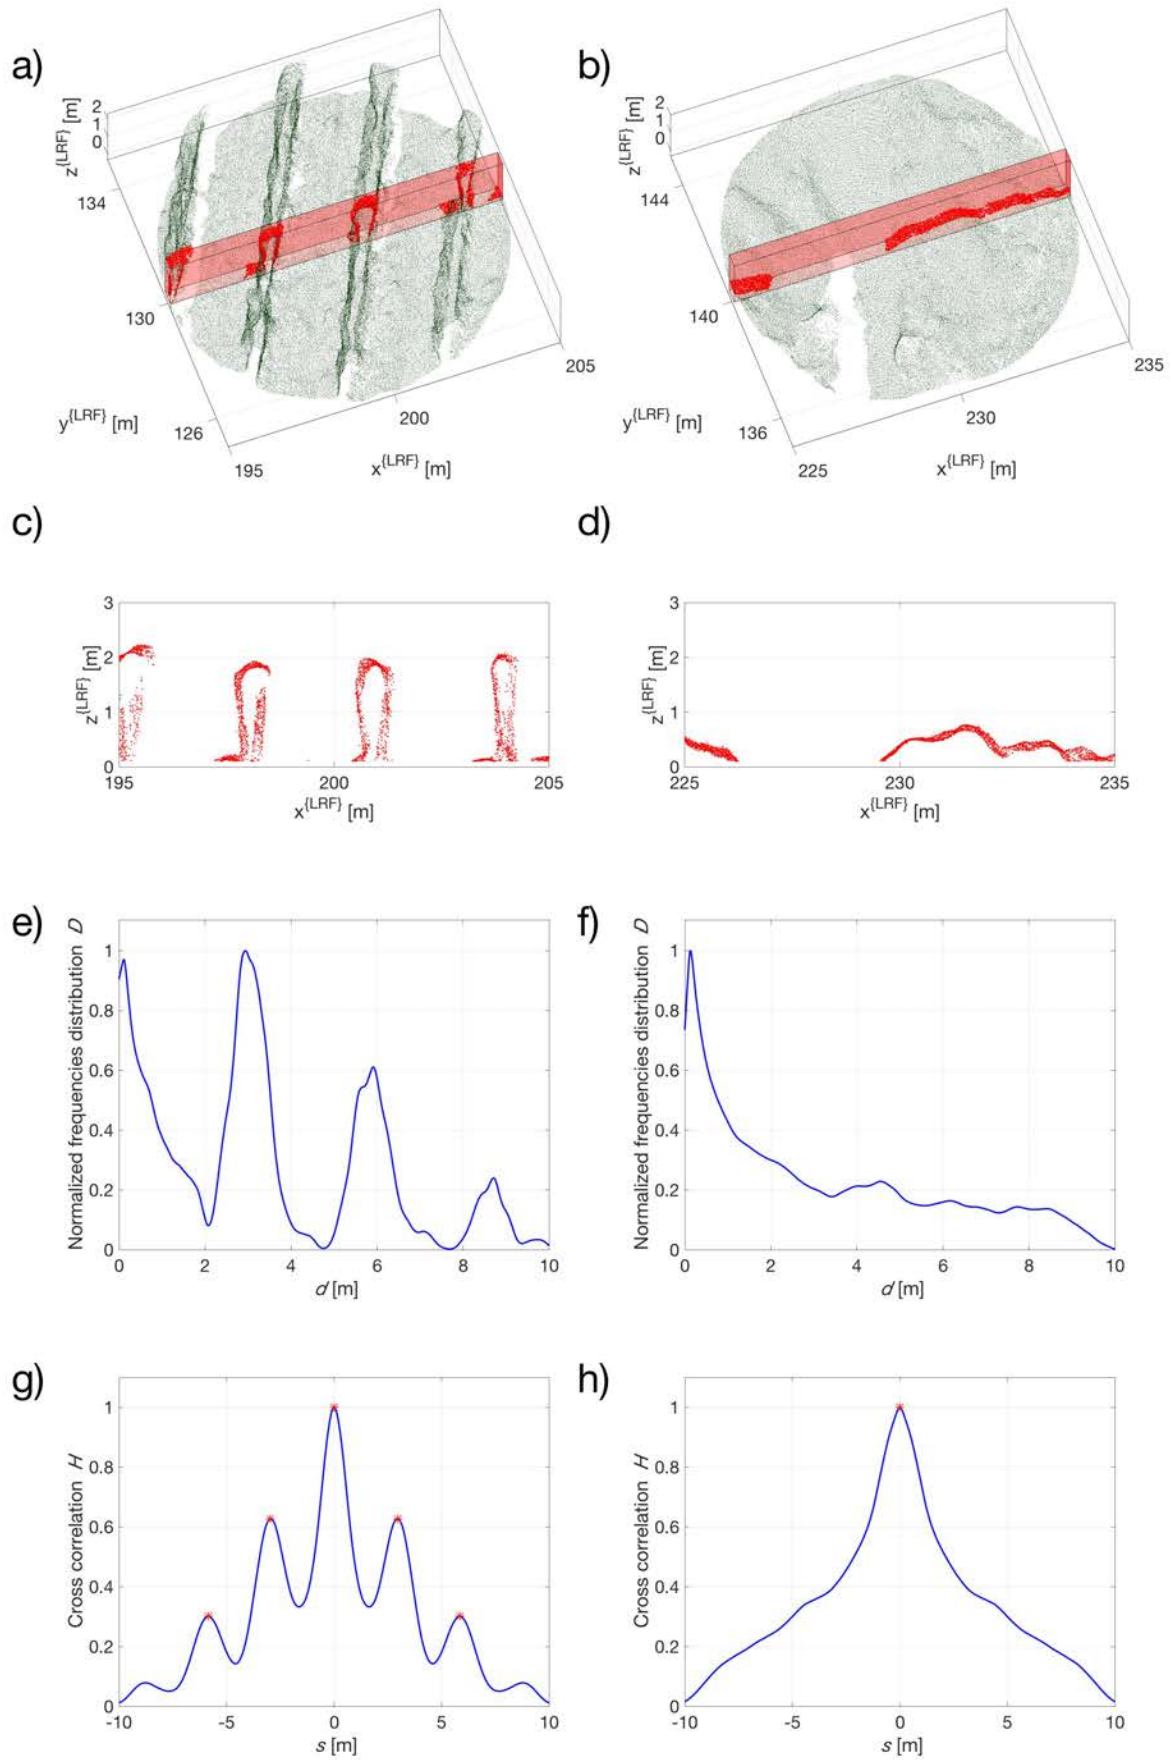 a)
b)
z{LRF} [m]
2
1
0
134
130
126
y{LRF} [m]
195
200
205
x{LRF} [m]
z{LRF} [m]
2
1
0
144
140
136
y{LRF} [m]
225
230
235
x{LRF} [m]
c)
d)
z{LRF} [m]
3
2
1
0
195
200
205
x{LRF} [m]
z{LRF} [m]
3
2
1
0
225
230
235
x{LRF} [m]
e)
f)
Normalized frequencies distribution D
1
0.8
0.6
0.4
0.2
0
0 2 4 6 8 10
d [m]
Normalized frequencies distribution D
1
0.8
0.6
0.4
0.2
0
0 2 4 6 8 10
d [m]
g)
h)
Cross correlation H
1
0.8
0.6
0.4
0.2
0
-10 -5 0 5 10
s [m]
Cross correlation H
1
0.8
0.6
0.4
0.2
0
-10 -5 0 5 10
s [m]